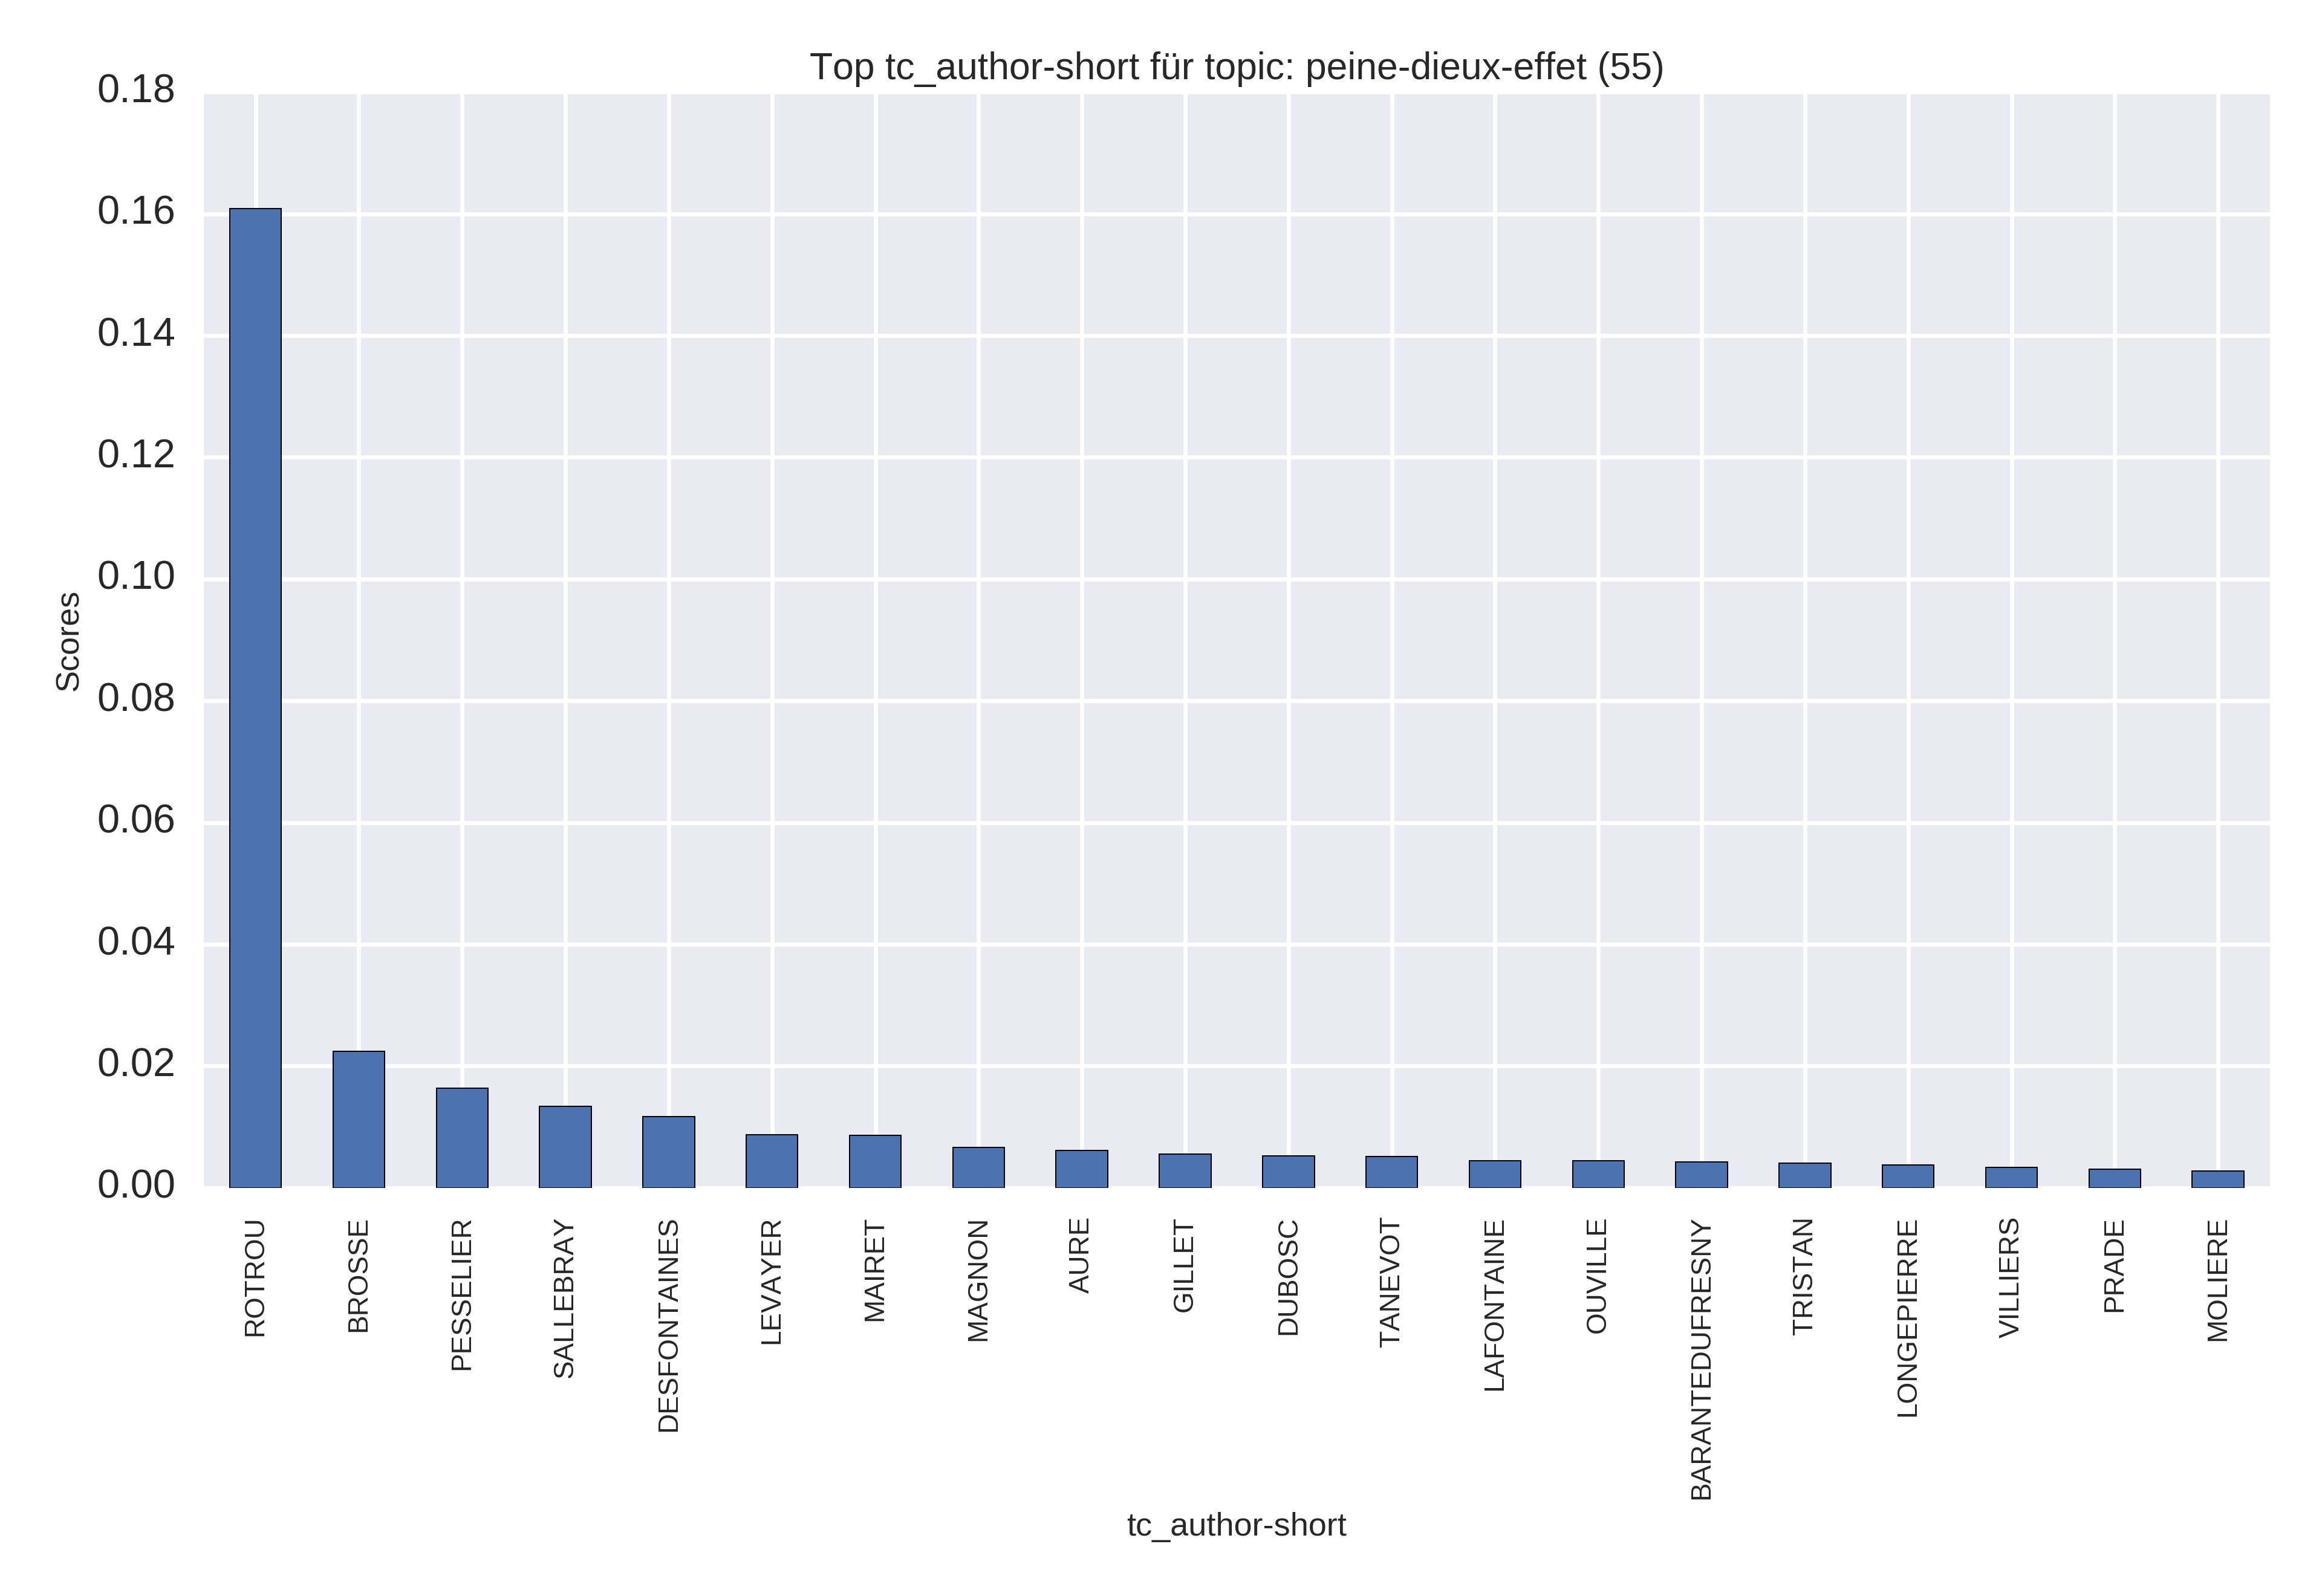 Top tc_author-short für topic: peine-dieux-effet (55)
0.18
0.16
0.14
0.12
0.10
0.08
0.06
0.04
0.02
0.00
Scores
ROTROU
BROSSE
PESSELIER
SALLEBRAY
DESFONTAINES
LEVAYER
MAIRET
MAGNON
AURE
GILLET
DUBOSC
TANEVOT
LAFONTAINE
OUVILLE
BARANTEDUFRESNY
TRISTAN
LONGEPIERRE
VILLIERS
PRADE
MOLIERE
tc_author-short